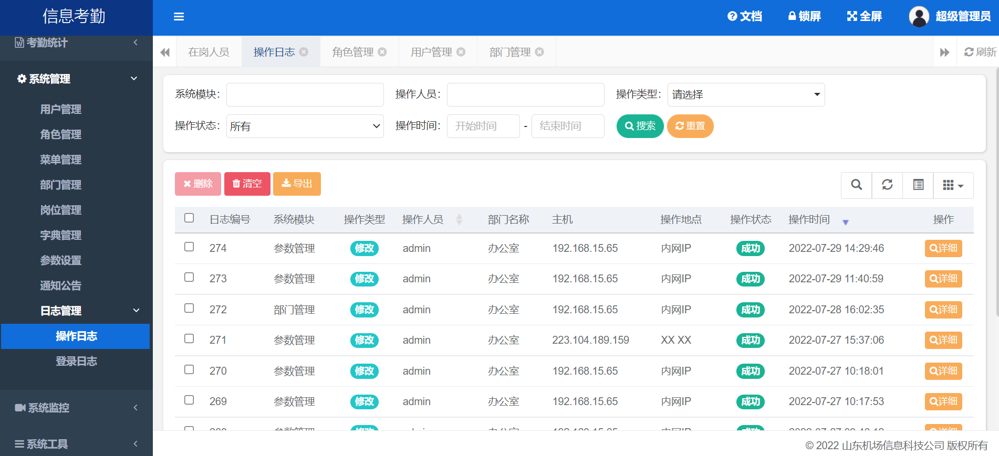 信息考勤
文档 锁屏 全屏 超级管理员
考勤统计
系统管理
用户管理
角色管理
菜单管理
部门管理
岗位管理
字典管理
参数设置
通知公告
日志管理
操作日志
登录日志
系统监控
系统工具
在岗人员 操作日志 角色管理 用户管理 部门管理 刷新
系统模块： 操作人员： 操作类型： 请选择
操作状态： 所有 操作时间： 开始时间 - 结束时间 搜索 重置
删除 清空 导出
日志编号 系统模块 操作类型 操作人员 部门名称 主机 操作地点 操作状态 操作时间 操作
274 参数管理 修改 admin 办公室 192.168.15.65 内网IP 成功 2022-07-29 14:29:46 详细
273 参数管理 修改 admin 办公室 192.168.15.65 内网IP 成功 2022-07-29 11:40:59 详细
272 部门管理 修改 admin 办公室 192.168.15.65 内网IP 成功 2022-07-28 16:02:35 详细
271 参数管理 修改 admin 办公室 223.104.189.159 XX XX 成功 2022-07-27 15:37:06 详细
270 参数管理 修改 admin 办公室 192.168.15.65 内网IP 成功 2022-07-27 10:18:01 详细
269 参数管理 修改 admin 办公室 192.168.15.65 内网IP 成功 2022-07-27 10:17:53 详细
© 2022 山东机场信息科技公司 版权所有